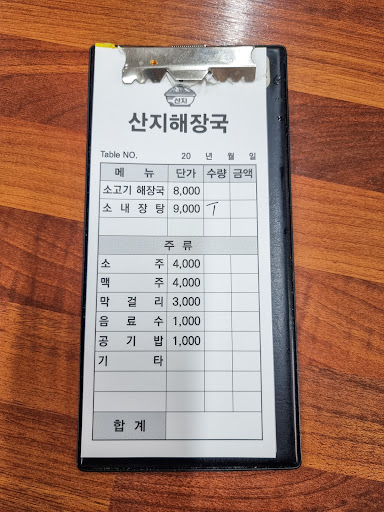 산지
산지해장국
Table NO. 20 년 월 일
메 뉴 단가 수량 금액
소고기 해장국 8,000
소 내 장 탕 9,000 T
주 류
소 주 4,000
맥 주 4,000
막 걸 리 3,000
음 료 수 1,000
공 기 밥 1,000
기 타
합 계